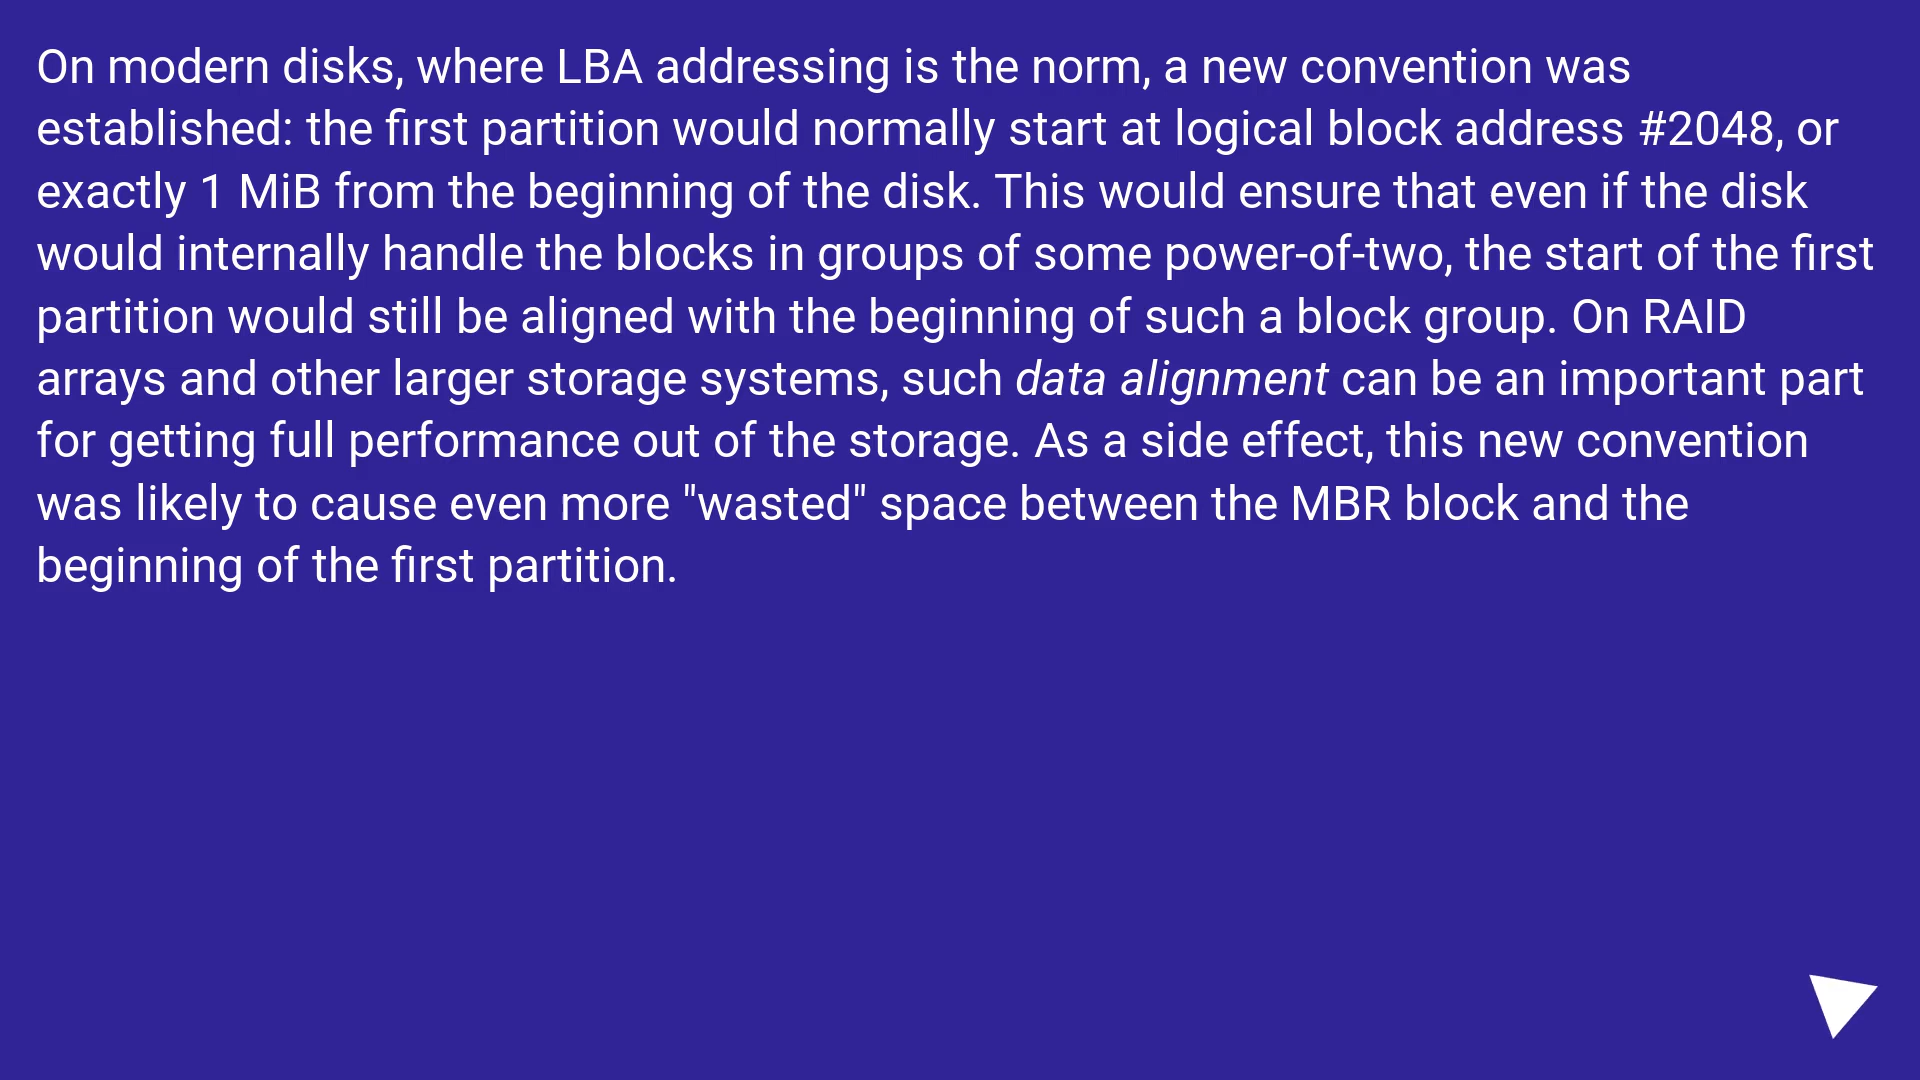 On modern disks, where LBA addressing is the norm, a new convention was
established: the first partition would normally start at logical block address #2048, or
exactly 1 MiB from the beginning of the disk. This would ensure that even if the disk
would internally handle the blocks in groups of some power-of-two, the start of the first
partition would still be aligned with the beginning of such a block group. On RAID
arrays and other larger storage systems, such data alignment can be an important part
for getting full performance out of the storage. As a side effect, this new convention
was likely to cause even more "wasted" space between the MBR block and the
beginning of the first partition.